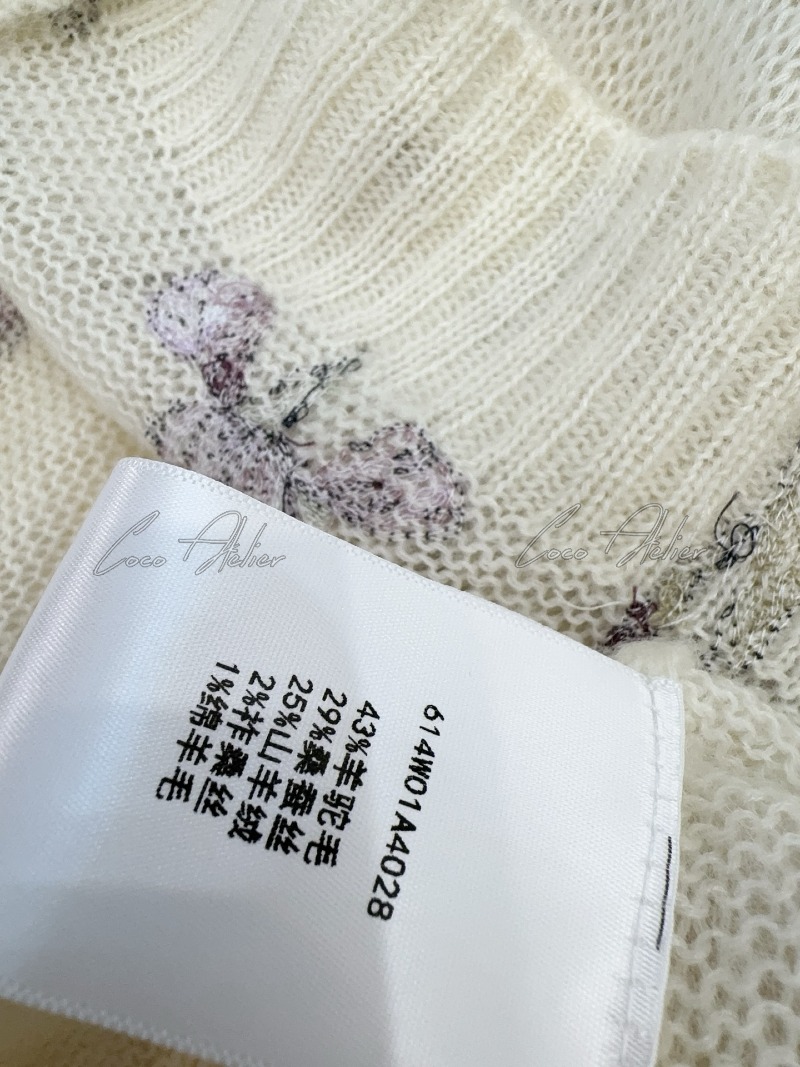 Coco Atelier
Coco Atelier
614W01A4028
43%羊驼毛
29%桑蚕丝
25%山羊绒
2%柞桑丝
1%绵羊毛